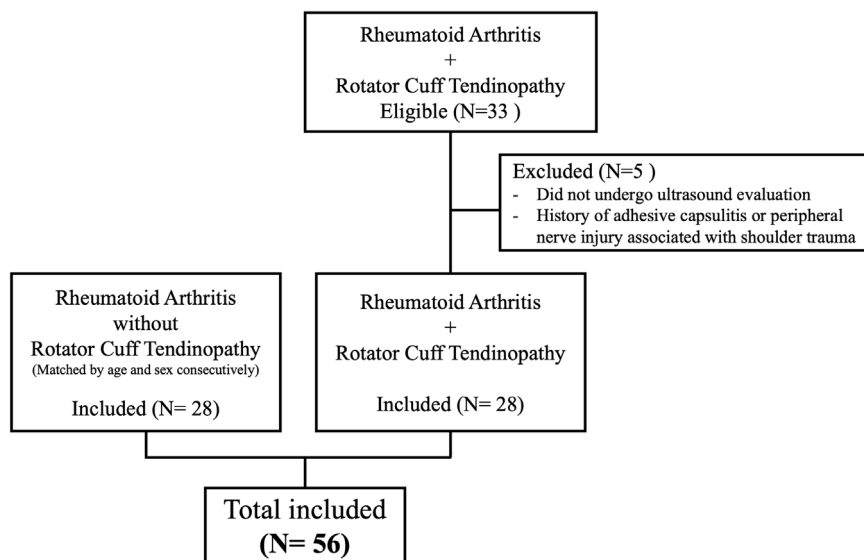 Rheumatoid Arthritis
+
Rotator Cuff Tendinopathy
Eligible (N=33 )
Excluded (N=5 )
- Did not undergo ultrasound evaluation
- History of adhesive capsulitis or peripheral
nerve injury associated with shoulder trauma
Rheumatoid Arthritis
without
Rotator Cuff Tendinopathy
(Matched by age and sex consecutively)
Included (N= 28)
Rheumatoid Arthritis
+
Rotator Cuff Tendinopathy
Included (N= 28)
Total included
(N= 56)